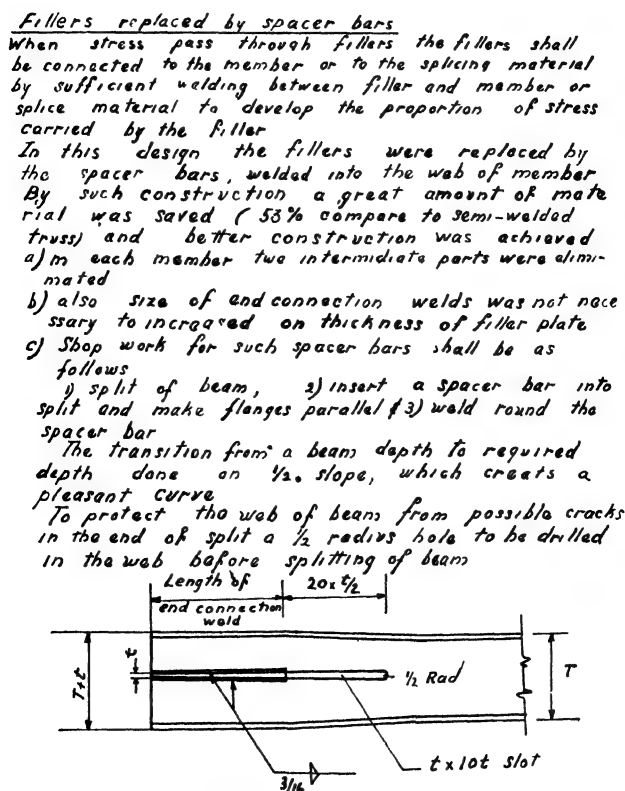 Fillers replaced by spacer bars
When stress pass through fillers the fillers shall
be connected to the member or to the splicing material
by sufficient welding between filler and member or
splice material to develop the proportion of stress
carried by the filler
In this design the fillers were replaced by
the spacer bars, welded into the web of member
By such construction a great amount of mate
rial was saved (53% compare to semi-welded
truss) and better construction was achieved
a) m each member two intermidiate parts were elimi-
mated
b) also size of end connection welds was not nece
ssary to increased on thickness of filler plate
c) Shop work for such spacer bars shall be as
follows
1) split of beam, 2) insert a spacer bar into
split and make flanges parallel & 3) weld round the
spacer bar
The transition from a beam depth to required
depth done on 1/20 slope, which creats a
pleasant curve
To protect the web of beam from possible cracks
in the end of split a 1/2 radius hole to be drilled
in the web before splitting of beam
Length of
end connection
weld
20 x t/2
T+t
t
1/2 Rad
T
t x 10t slot
3/16